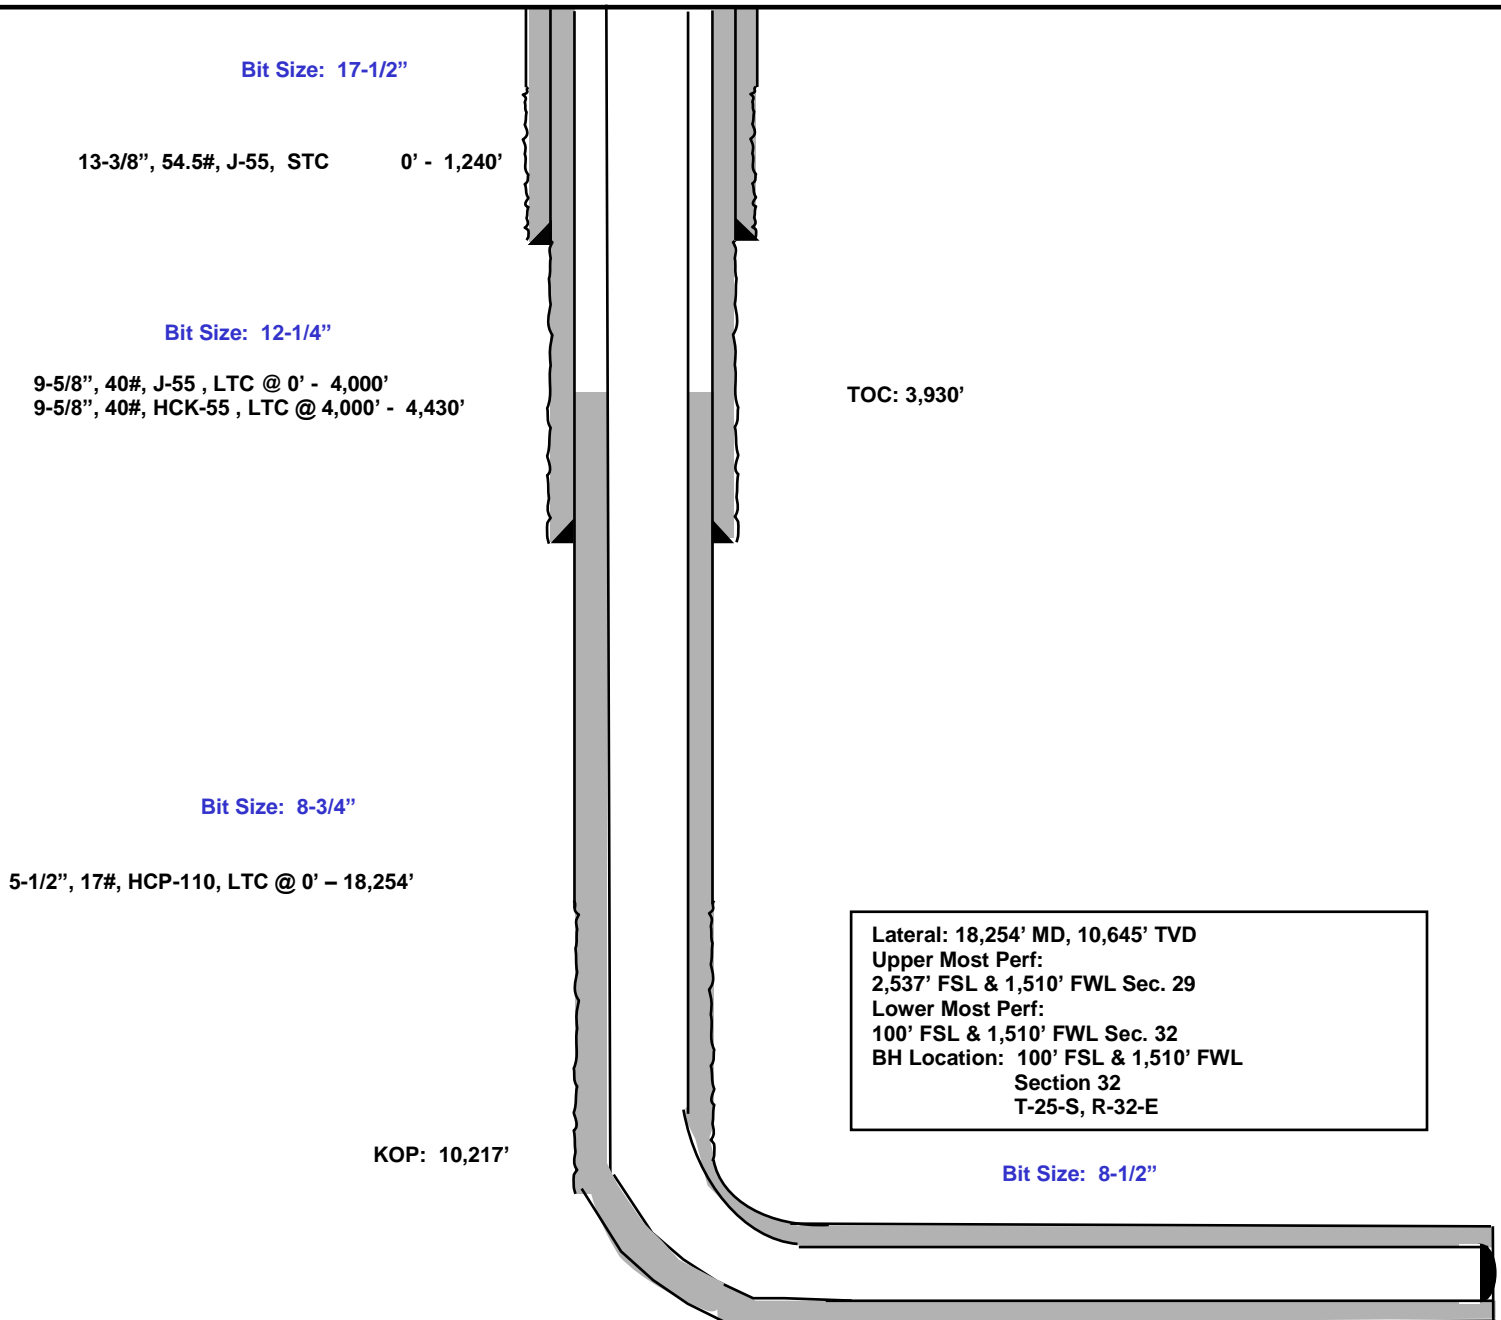 Bit Size: 17-1/2”
13-3/8”, 54.5#, J-55, STC 0’ - 1,240’
Bit Size: 12-1/4”
9-5/8”, 40#, J-55 , LTC @ 0’ - 4,000’
9-5/8”, 40#, HCK-55 , LTC @ 4,000’ - 4,430’
TOC: 3,930’
Bit Size: 8-3/4”
5-1/2”, 17#, HCP-110, LTC @ 0’ – 18,254’
Lateral: 18,254’ MD, 10,645’ TVD
Upper Most Perf:
2,537’ FSL & 1,510’ FWL Sec. 29
Lower Most Perf:
100’ FSL & 1,510’ FWL Sec. 32
BH Location: 100’ FSL & 1,510’ FWL
Section 32
T-25-S, R-32-E
KOP: 10,217’
Bit Size: 8-1/2”